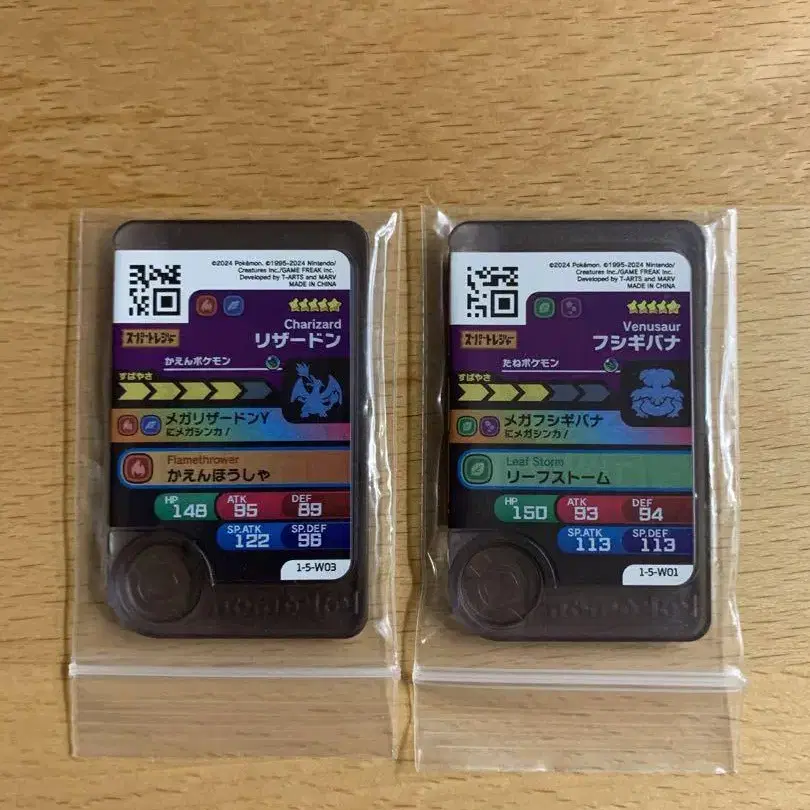 ©2024 Pokémon. ©1995-2024 Nintendo/
Creatures Inc./GAME FREAK inc.
Developed by T-ARTS and MARV
MADE IN CHINA
Charizard
スーパートレジャー
リザードン
かえんポケモン
すばやさ
メガリザードンY
にメガシンカ!
Flamethrower
かえんほうしゃ
HP 148 ATK 95 DEF 89
SP.ATK 122 SP.DEF 96
1-5-W03
©2024 Pokémon. ©1995-2024 Nintendo/
Creatures Inc./GAME FREAK inc.
Developed by T-ARTS and MARV
MADE IN CHINA
Venusaur
スーパートレジャー
フシギバナ
たねポケモン
すばやさ
メガフシギバナ
にメガシンカ!
Leaf Storm
リーフストーム
HP 150 ATK 93 DEF 94
SP.ATK 113 SP.DEF 113
1-5-W01